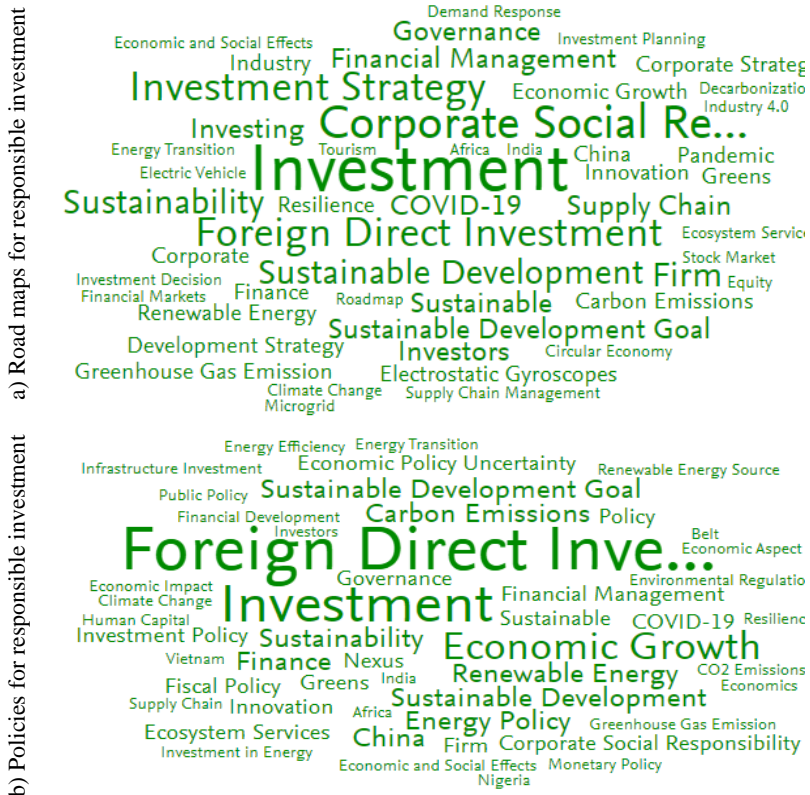 a) Road maps for responsible investment
Demand Response
Governance
Investment Planning
Economic and Social Effects
Industry
Financial Management
Corporate Strateg
Investment Strategy
Economic Growth
Decarbonizatio
Industry 4.0
Investing
Corporate Social Re...
Energy Transition
Tourism
Africa
India
China
Pandemic
Electric Vehicle
Investment
Innovation
Greens
Sustainability
Resilience
COVID-19
Supply Chain
Foreign Direct Investment
Ecosystem Service
Corporate
Stock Market
Investment Decision
Sustainable Development
Firm
Equity
Financial Markets
Finance
Roadmap
Sustainable
Carbon Emissions
Renewable Energy
Sustainable Development Goal
Development Strategy
Investors
Circular Economy
Greenhouse Gas Emission
Electrostatic Gyroscopes
Climate Change
Supply Chain Management
Microgrid
b) Policies for responsible investment
Energy Efficiency
Energy Transition
Infrastructure Investment
Economic Policy Uncertainty
Renewable Energy Source
Public Policy
Sustainable Development Goal
Financial Development
Carbon Emissions
Policy
Investors
Foreign Direct Inve...
Belt
Economic Aspect
Economic Impact
Governance
Environmental Regulatio
Climate Change
Investment
Financial Management
Human Capital
Sustainable
COVID-19
Resilienc
Investment Policy
Sustainability
Economic Growth
Vietnam
Finance
Nexus
Renewable Energy
CO2 Emissions
Fiscal Policy
Greens
India
Economics
Supply Chain
Innovation
Sustainable Development
Africa
Energy Policy
Greenhouse Gas Emission
Ecosystem Services
China
Firm
Corporate Social Responsibility
Investment in Energy
Economic and Social Effects
Monetary Policy
Nigeria